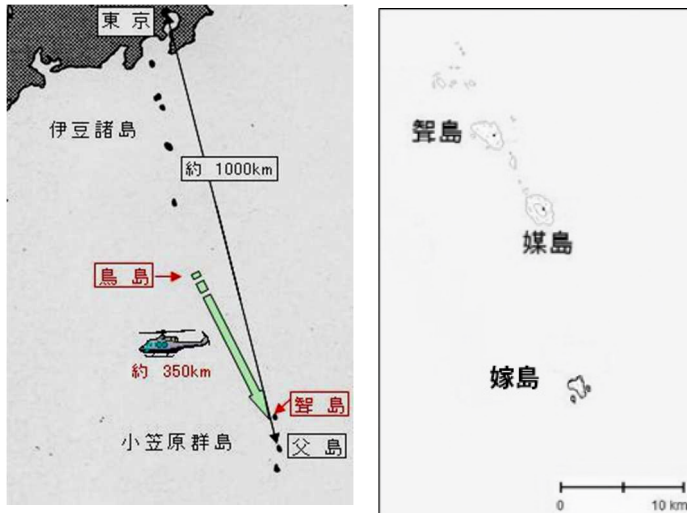 東 京
伊豆諸島
約 1000km
鳥 島
約 350km
聟 島
小笠原群島
父 島
聟島
媒島
嫁島
0 10 km